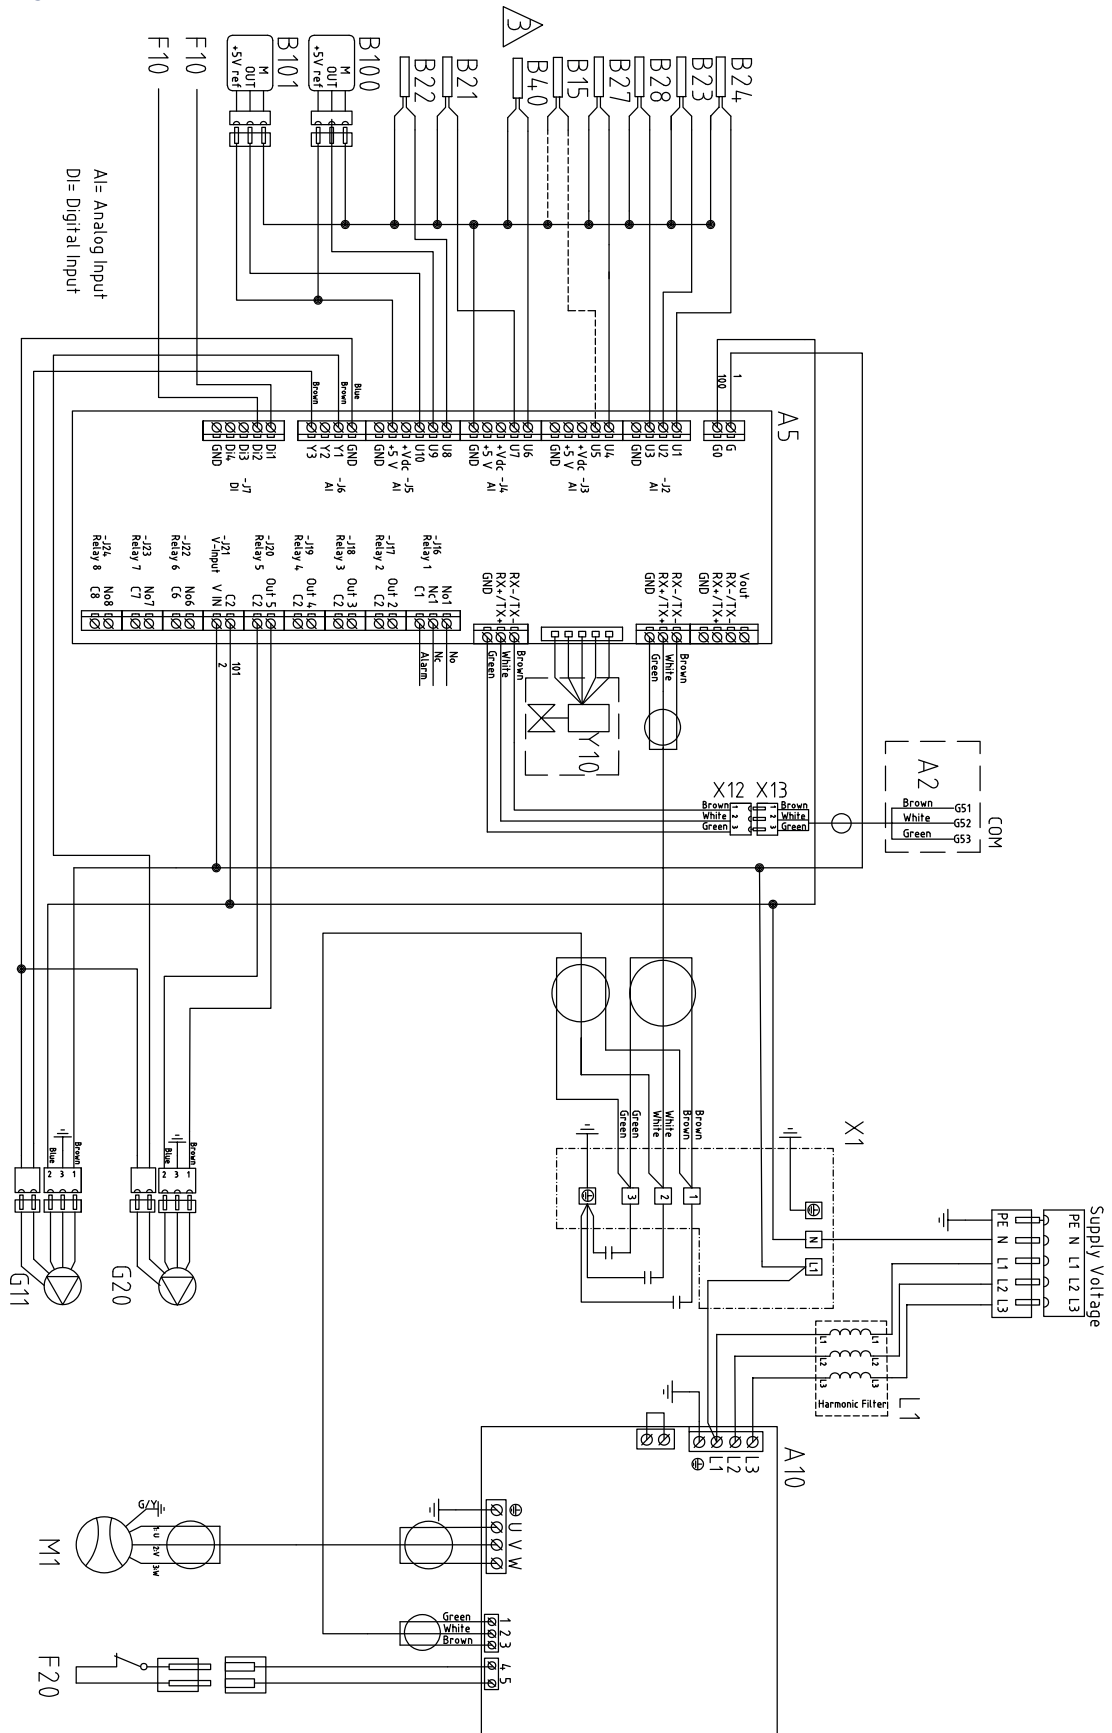 3
F10
F10
B101
M
OUT
+5V ref
B100
M
OUT
+5V ref
B22
B21
B40
B15
B27
B28
B23
B24
AI= Analog Input
DI= Digital Input
A5
1
100
G
G0
U1
U2
U3
GND
-J2
AI
U4
U5
+Vdc
+5 V
GND
-J3
AI
U6
U7
+Vdc
+5 V
GND
-J4
AI
U8
U9
U10
+Vdc
+5 V
GND
-J5
AI
Blue
Brown
Brown
GND
Y1
Y2
Y3
-J6
AI
Di1
Di2
Di3
Di4
GND
-J7
DI
Vout
RX-/TX-
RX+/TX+
GND
RX-/TX-
RX+/TX+
GND
RX-/TX-
RX+/TX+
GND
-J16
Relay 1
No1
Nc1
C1
-J17
Relay 2
Out 2
C2
-J18
Relay 3
Out 3
C2
-J19
Relay 4
Out 4
C2
-J20
Relay 5
Out 5
C2
-J21
V-Input
C2
V IN
-J22
Relay 6
No6
C6
-J23
Relay 7
No7
C7
-J24
Relay 8
No8
C8
No
Nc
Alarm
101
2
Brown
White
Green
Brown
White
Green
Y10
X12
X13
Brown 1
White 2
Green 3
1 Brown
2 White
3 Green
A2
COM
Brown
White
Green
G51
G52
G53
Brown
Brown
White
White
Green
Green
X1
1
2
3
N
L1
Supply Voltage
PE N L1 L2 L3
PE N L1 L2 L3
L1 L1
L2 L2
L3 L3
Harmonic Filter
L1
Brown
Blue
1
3
2
G11
Brown
Blue
1
3
2
G20
A10
L1
L2
L3
U
V
W
G/Y
1:U
2:V
3:W
M1
Green
White
Brown
1
2
3
4
5
F20